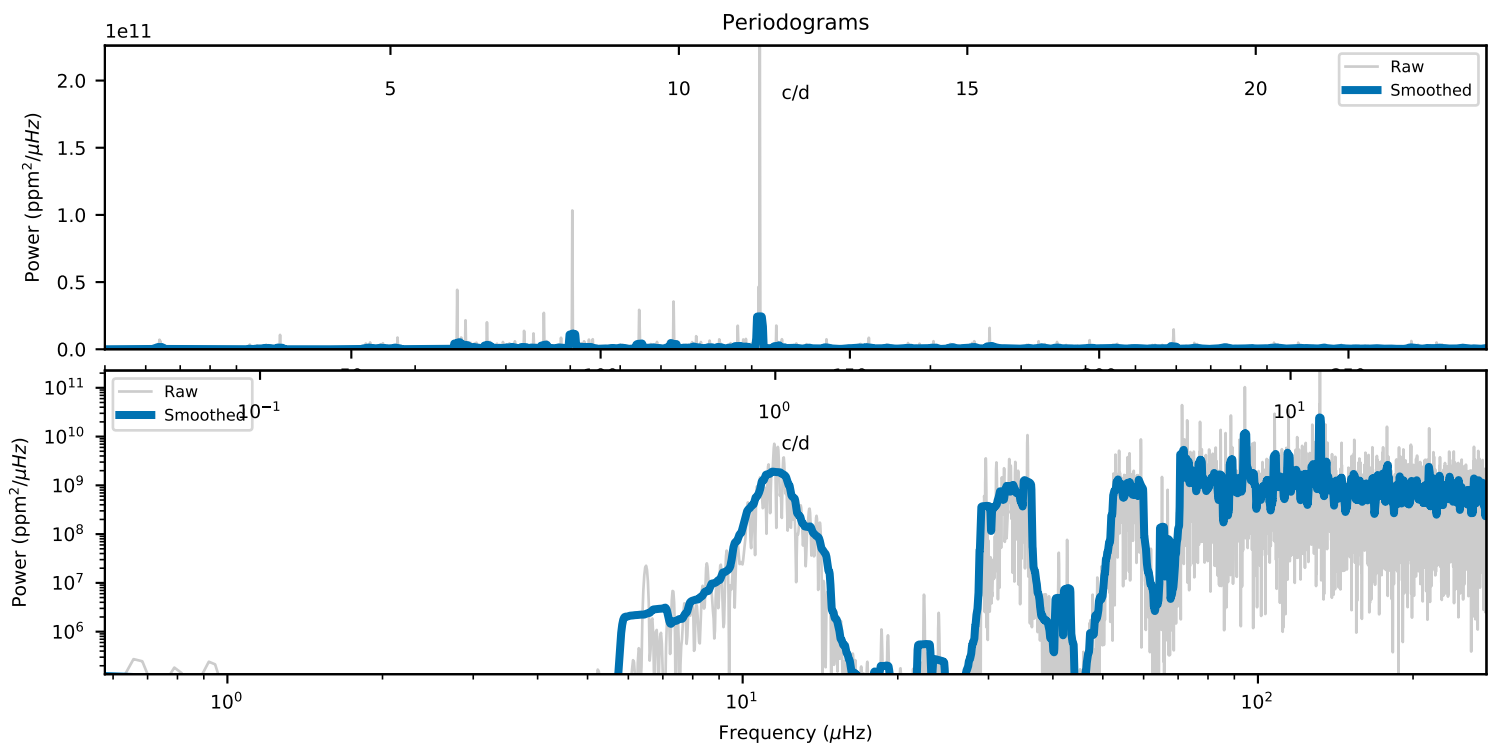 Periodograms
1e11
5 10 15 20
c/d
Raw
Smoothed
2.0
1.5
1.0
0.5
0.0
Power (ppm²/μHz)
Raw
Smoothed
10⁻¹ 10⁰ 10¹
c/d
10¹¹
10¹⁰
10⁹
10⁸
10⁷
10⁶
Power (ppm²/μHz)
10⁰ 10¹ 10²
Frequency (μHz)